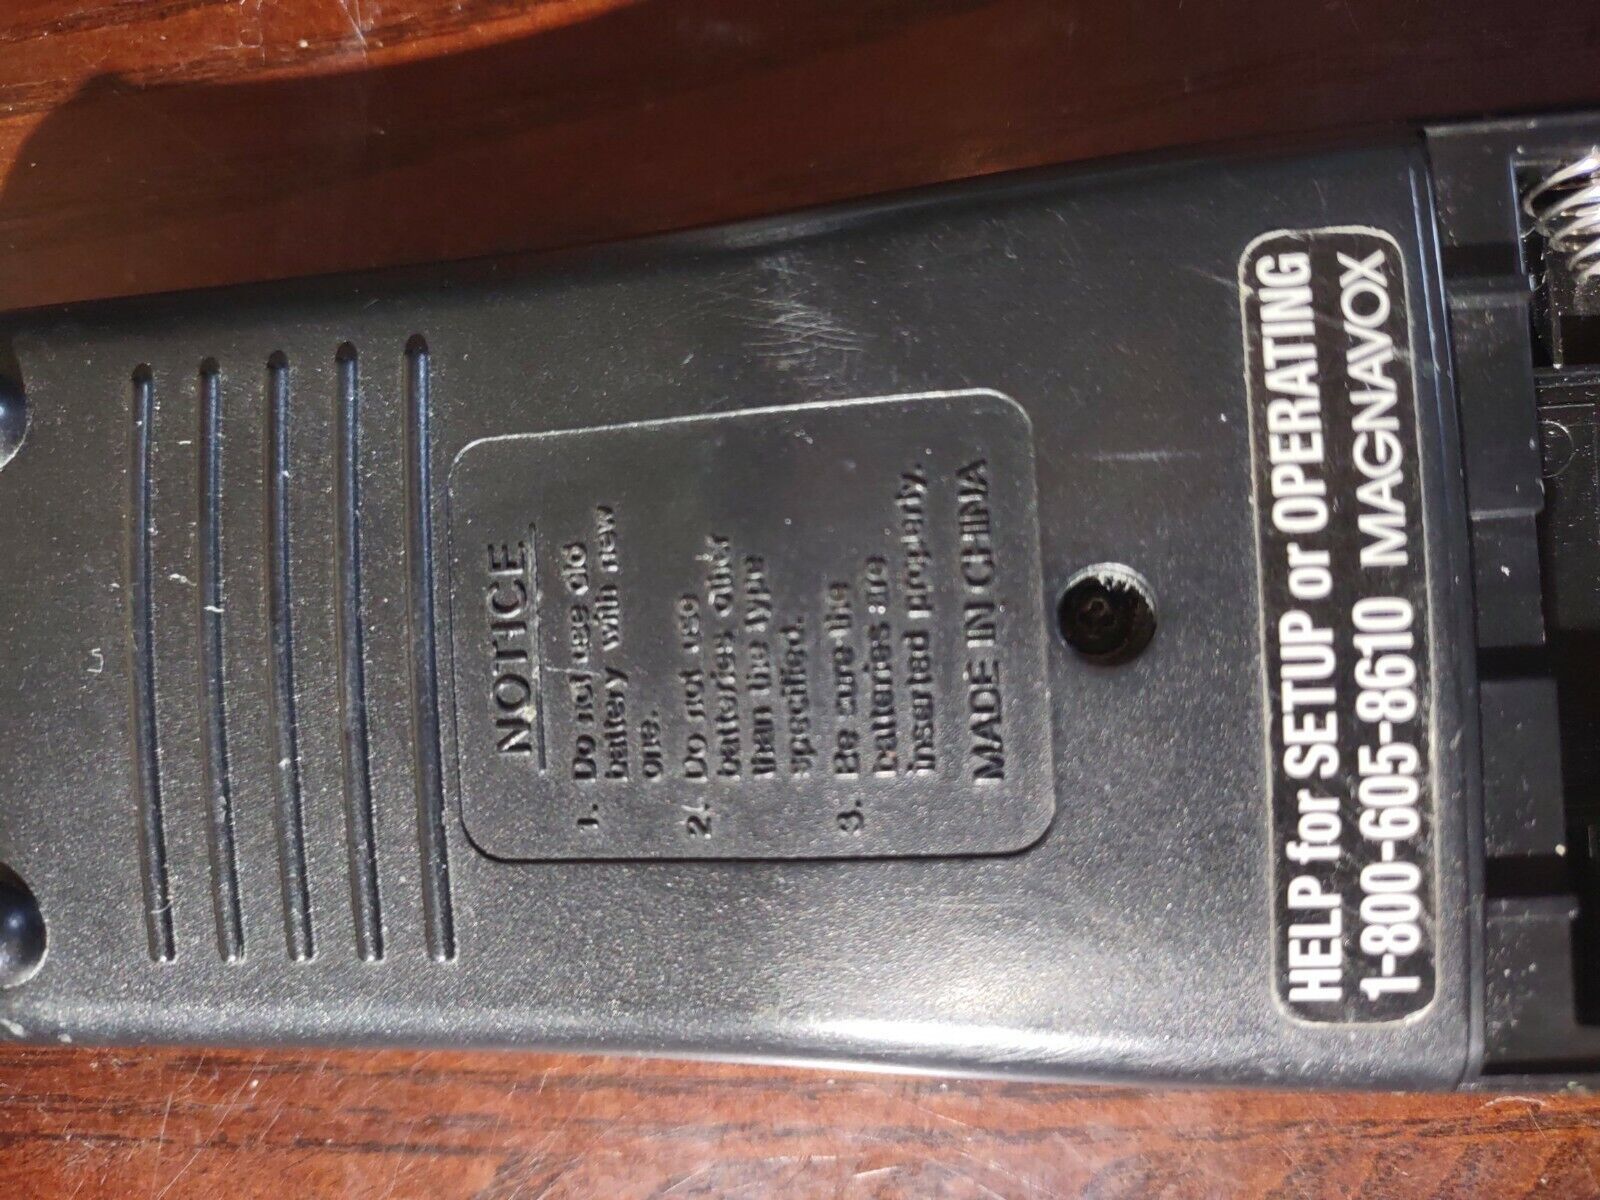 NOTICE
1. Do not use old
battery with new
one.
2. Do not use
batteries other
than the type
specified.
3. Be sure the
batteries are
inserted properly.
MADE IN CHINA
HELP for SETUP or OPERATING
1-800-605-8610 MAGNAVOX